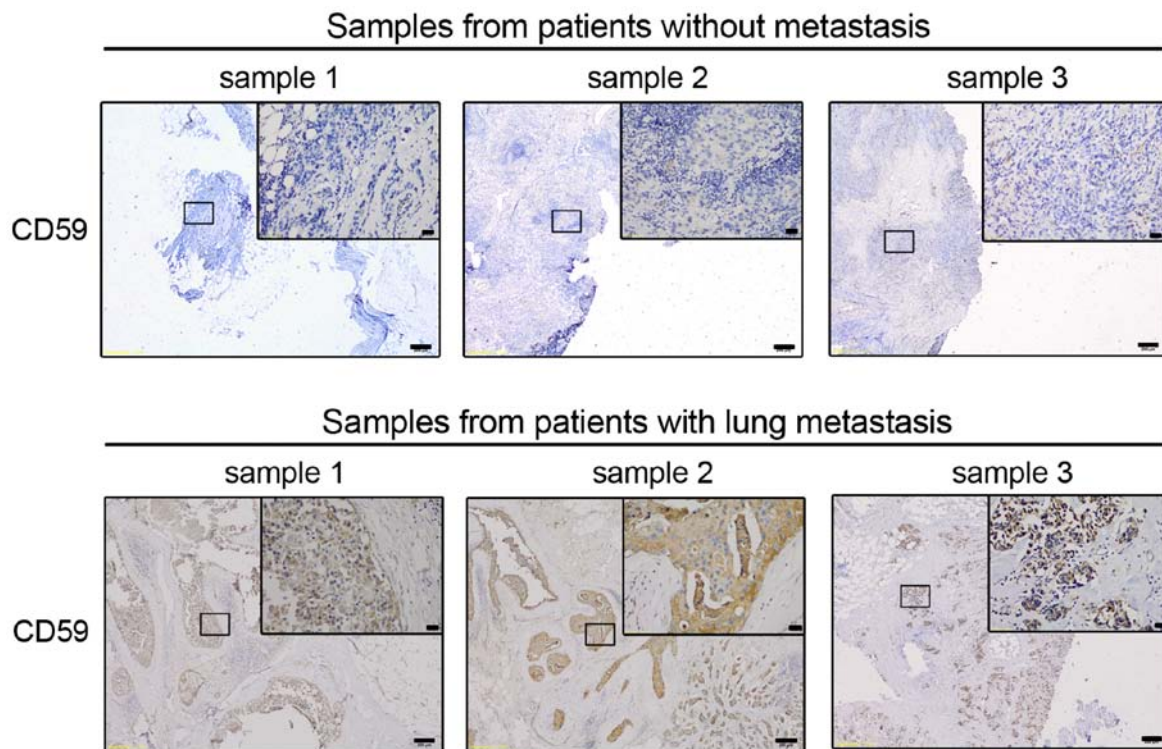 Samples from patients without metastasis
sample 1
sample 2
sample 3
CD59
Samples from patients with lung metastasis
sample 1
sample 2
sample 3
CD59